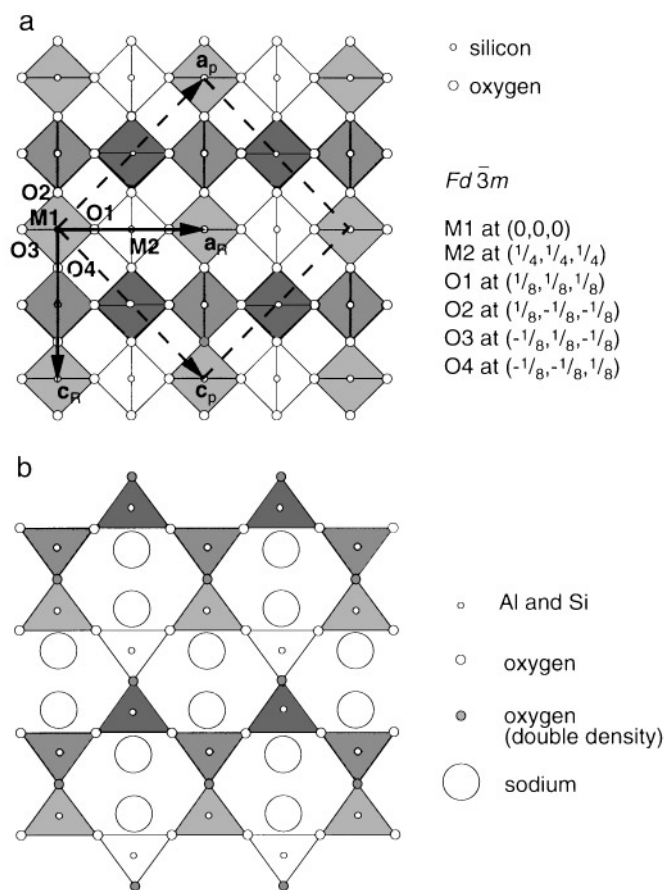 a
silicon
oxygen
a_p
Fd 3̄m
O2
M1
O1
O3
M2
a_R
O4
M1 at (0,0,0)
M2 at (1/4,1/4,1/4)
O1 at (1/8,1/8,1/8)
O2 at (1/8,-1/8,-1/8)
O3 at (-1/8,1/8,-1/8)
O4 at (-1/8,-1/8,1/8)
c_R
c_p
b
Al and Si
oxygen
oxygen
(double density)
sodium